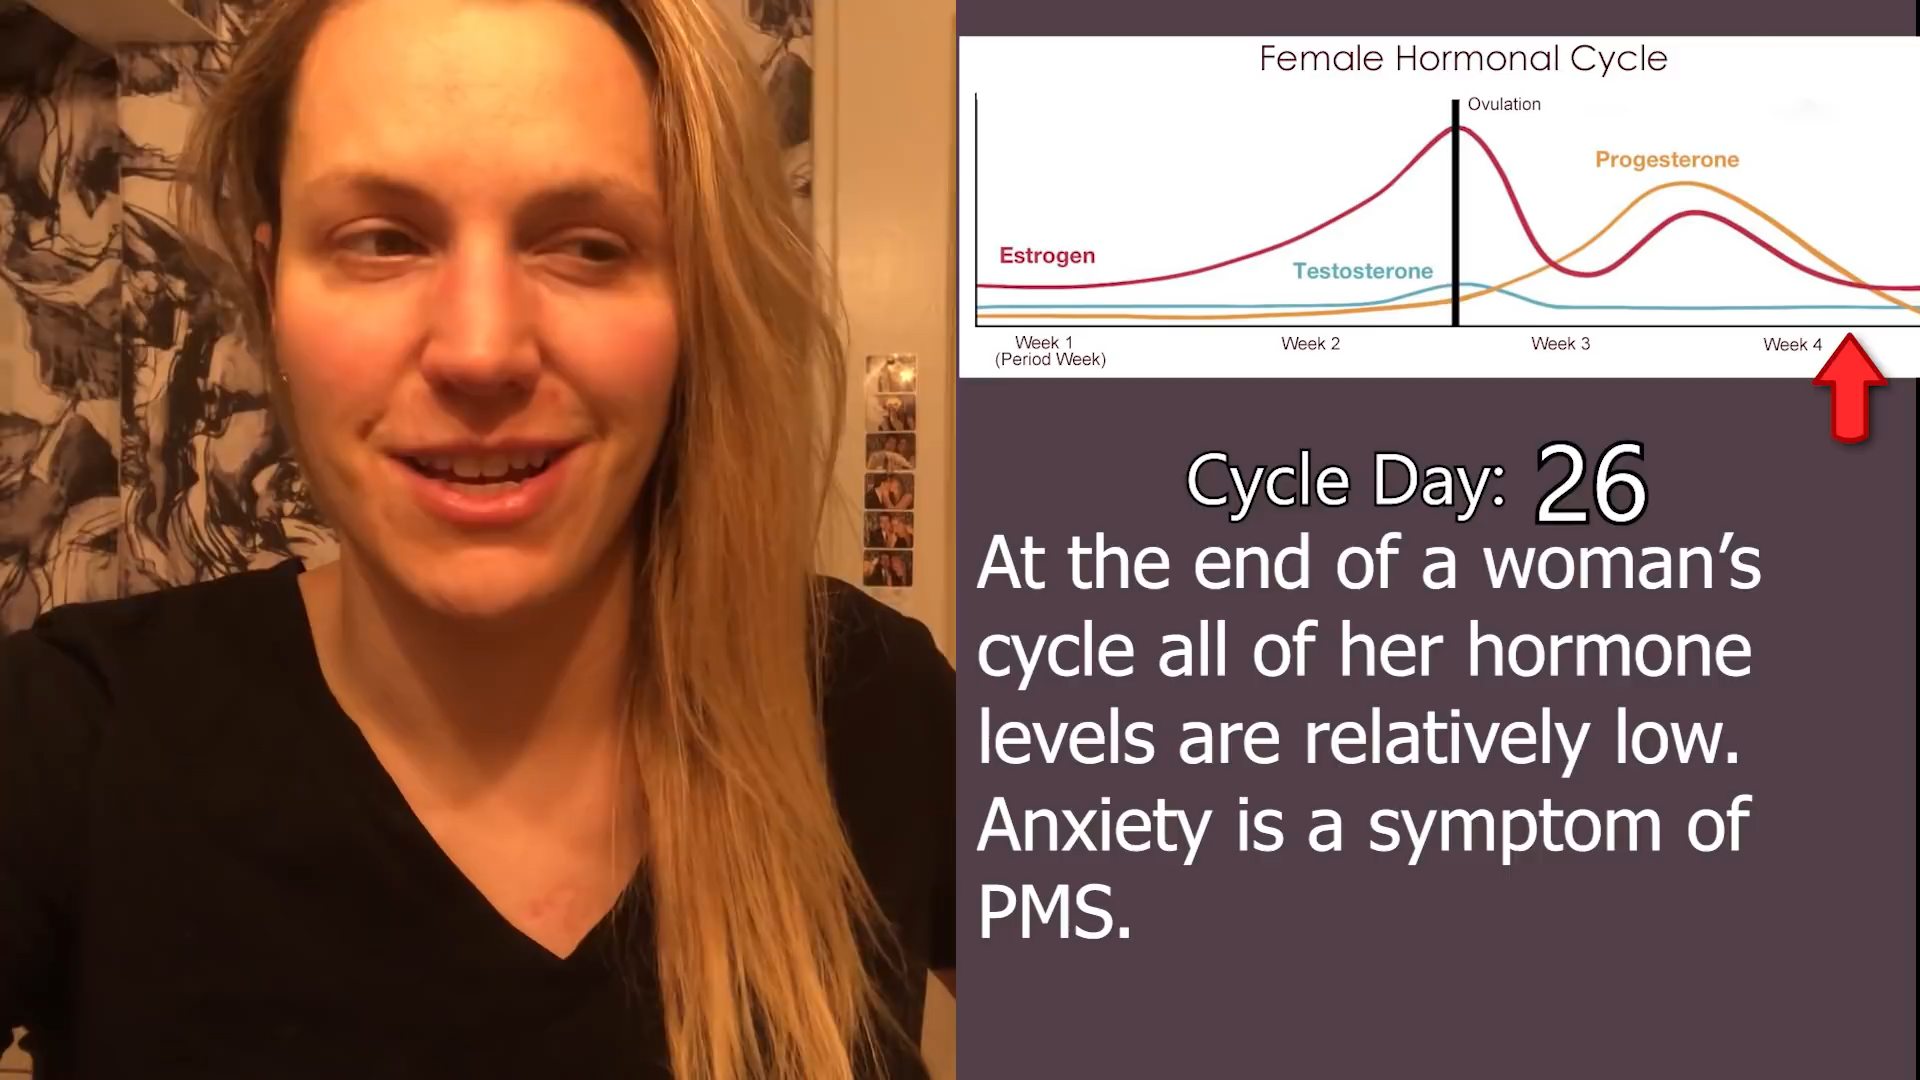 Female Hormonal Cycle
Ovulation
Progesterone
Estrogen
Testosterone
Week 1
(Period Week)
Week 2
Week 3
Week 4
Cycle Day: 26
At the end of a woman’s
cycle all of her hormone
levels are relatively low.
Anxiety is a symptom of
PMS.